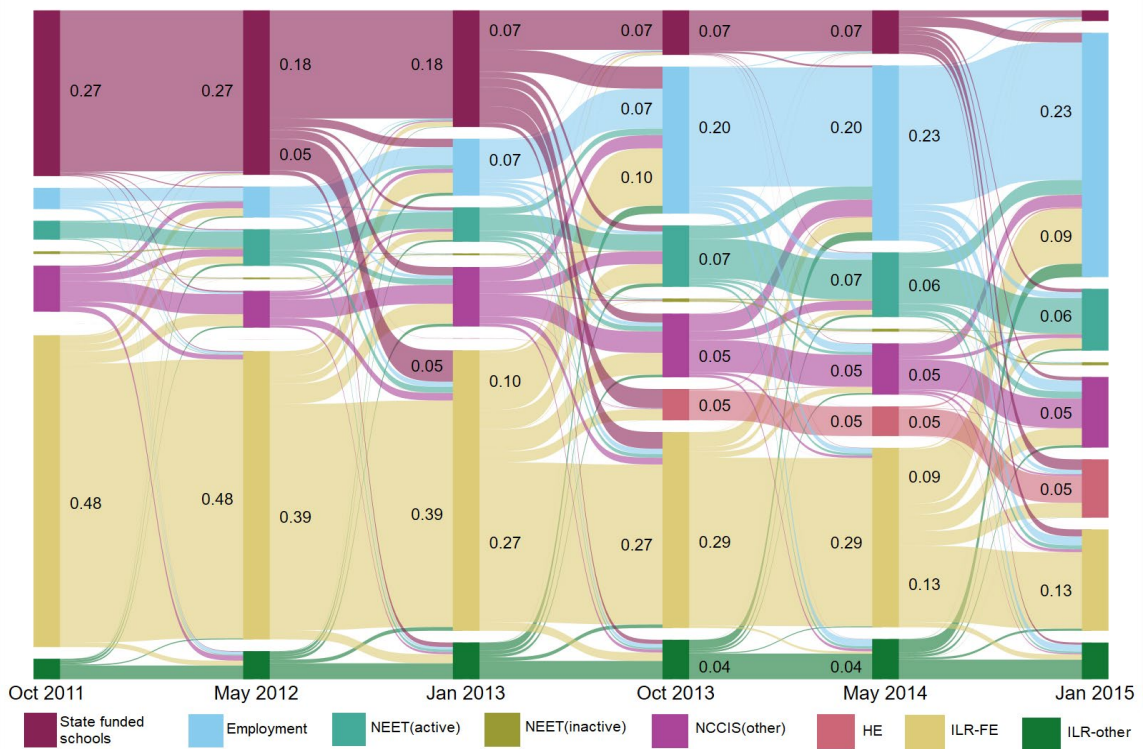 0.27 0.27 0.18 0.18 0.07 0.07 0.07 0.07
0.05 0.07 0.07 0.20 0.20 0.23 0.23
0.10 0.09
0.07 0.07 0.06 0.06
0.05 0.10 0.05 0.05 0.05 0.05
0.05 0.05 0.05 0.05
0.48 0.48 0.39 0.39 0.27 0.27 0.29 0.29 0.09
0.13 0.13
0.04 0.04
Oct 2011 May 2012 Jan 2013 Oct 2013 May 2014 Jan 2015
State funded
schools
Employment
NEET(active)
NEET(inactive)
NCCIS(other)
HE
ILR-FE
ILR-other